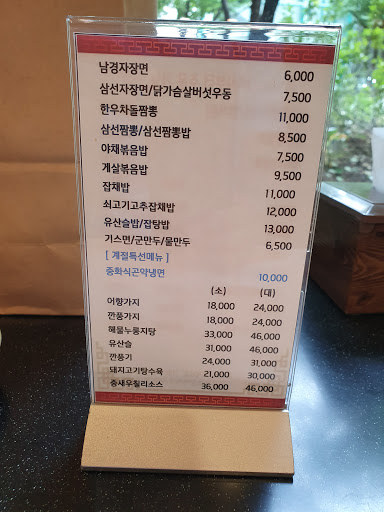 남경자장면 6,000
삼선자장면/닭가슴살버섯우동 7,500
한우차돌짬뽕 11,000
삼선짬뽕/삼선짬뽕밥 8,500
야채볶음밥 7,500
게살볶음밥 9,500
잡채밥 11,000
쇠고기고추잡채밥 12,000
유산슬밥/잡탕밥 13,000
기스면/군만두/물만두 6,500
[ 계절특선메뉴 ]
중화식곤약냉면 10,000
(소) (대)
어향가지 18,000 24,000
깐풍가지 18,000 24,000
해물누룽지탕 33,000 46,000
유산슬 31,000 46,000
깐풍기 24,000 31,000
돼지고기탕수육 21,000 30,000
중새우칠리소스 36,000 46,000